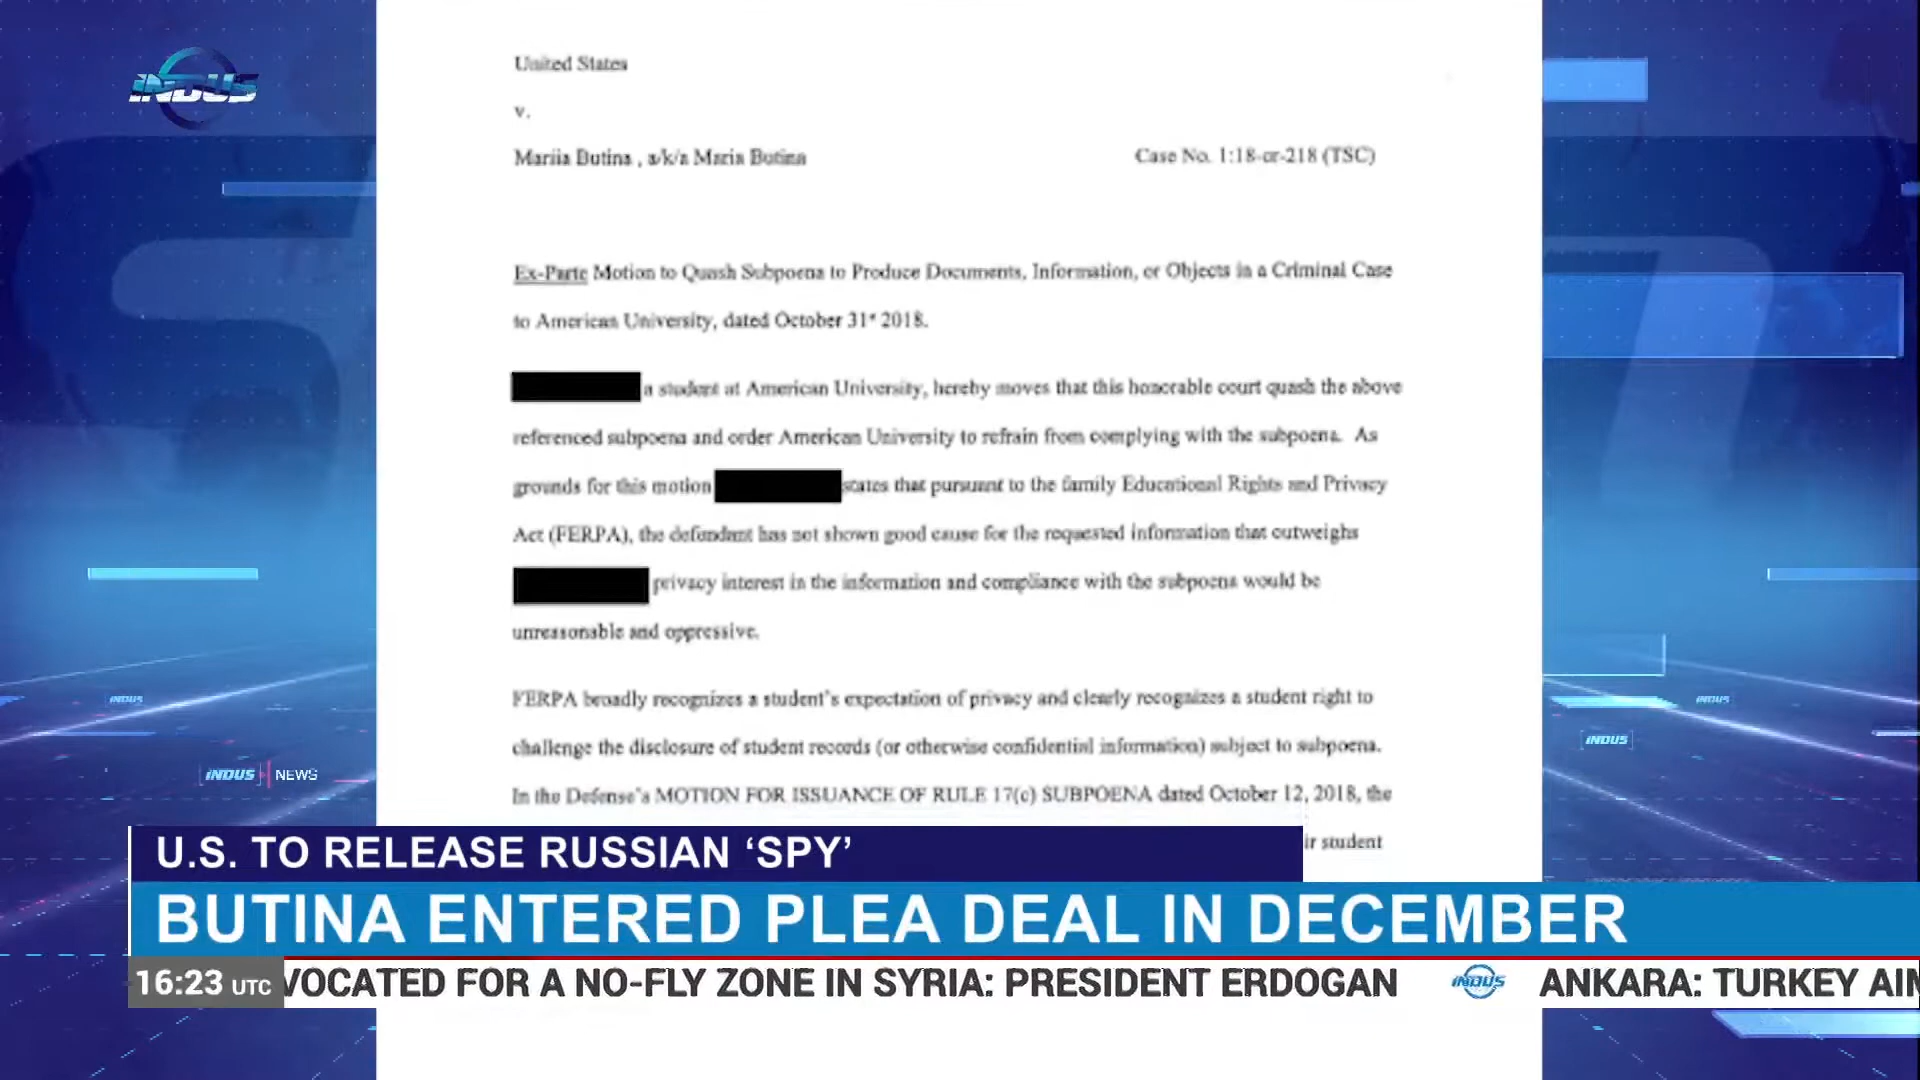 INDUS
United States
v.
Mariia Butina , a/k/a Maria Butina
Case No. 1:18-cr-218 (TSC)
Ex-Parte Motion to Quash Subpoena to Produce Documents, Information, or Objects in a Criminal Case
to American University, dated October 31st 2018.
a student at American University, hereby moves that this honorable court quash the above
referenced subpoena and order American University to refrain from complying with the subpoena. As
grounds for this motion states that pursuant to the family Educational Rights and Privacy
Act (FERPA), the defendant has not shown good cause for the requested information that outweighs
privacy interest in the information and compliance with the subpoena would be
unreasonable and oppressive.
FERPA broadly recognizes a student's expectation of privacy and clearly recognizes a student right to
challenge the disclosure of student records (or otherwise confidential information) subject to subpoena.
In the Defense's MOTION FOR ISSUANCE OF RULE 17(c) SUBPOENA dated October 12, 2018, the
student
INDUS
INDUS
INDUS
INDUS NEWS
U.S. TO RELEASE RUSSIAN ‘SPY’
BUTINA ENTERED PLEA DEAL IN DECEMBER
16:23 UTC
VOCATED FOR A NO-FLY ZONE IN SYRIA: PRESIDENT ERDOGAN INDUS ANKARA: TURKEY AIM